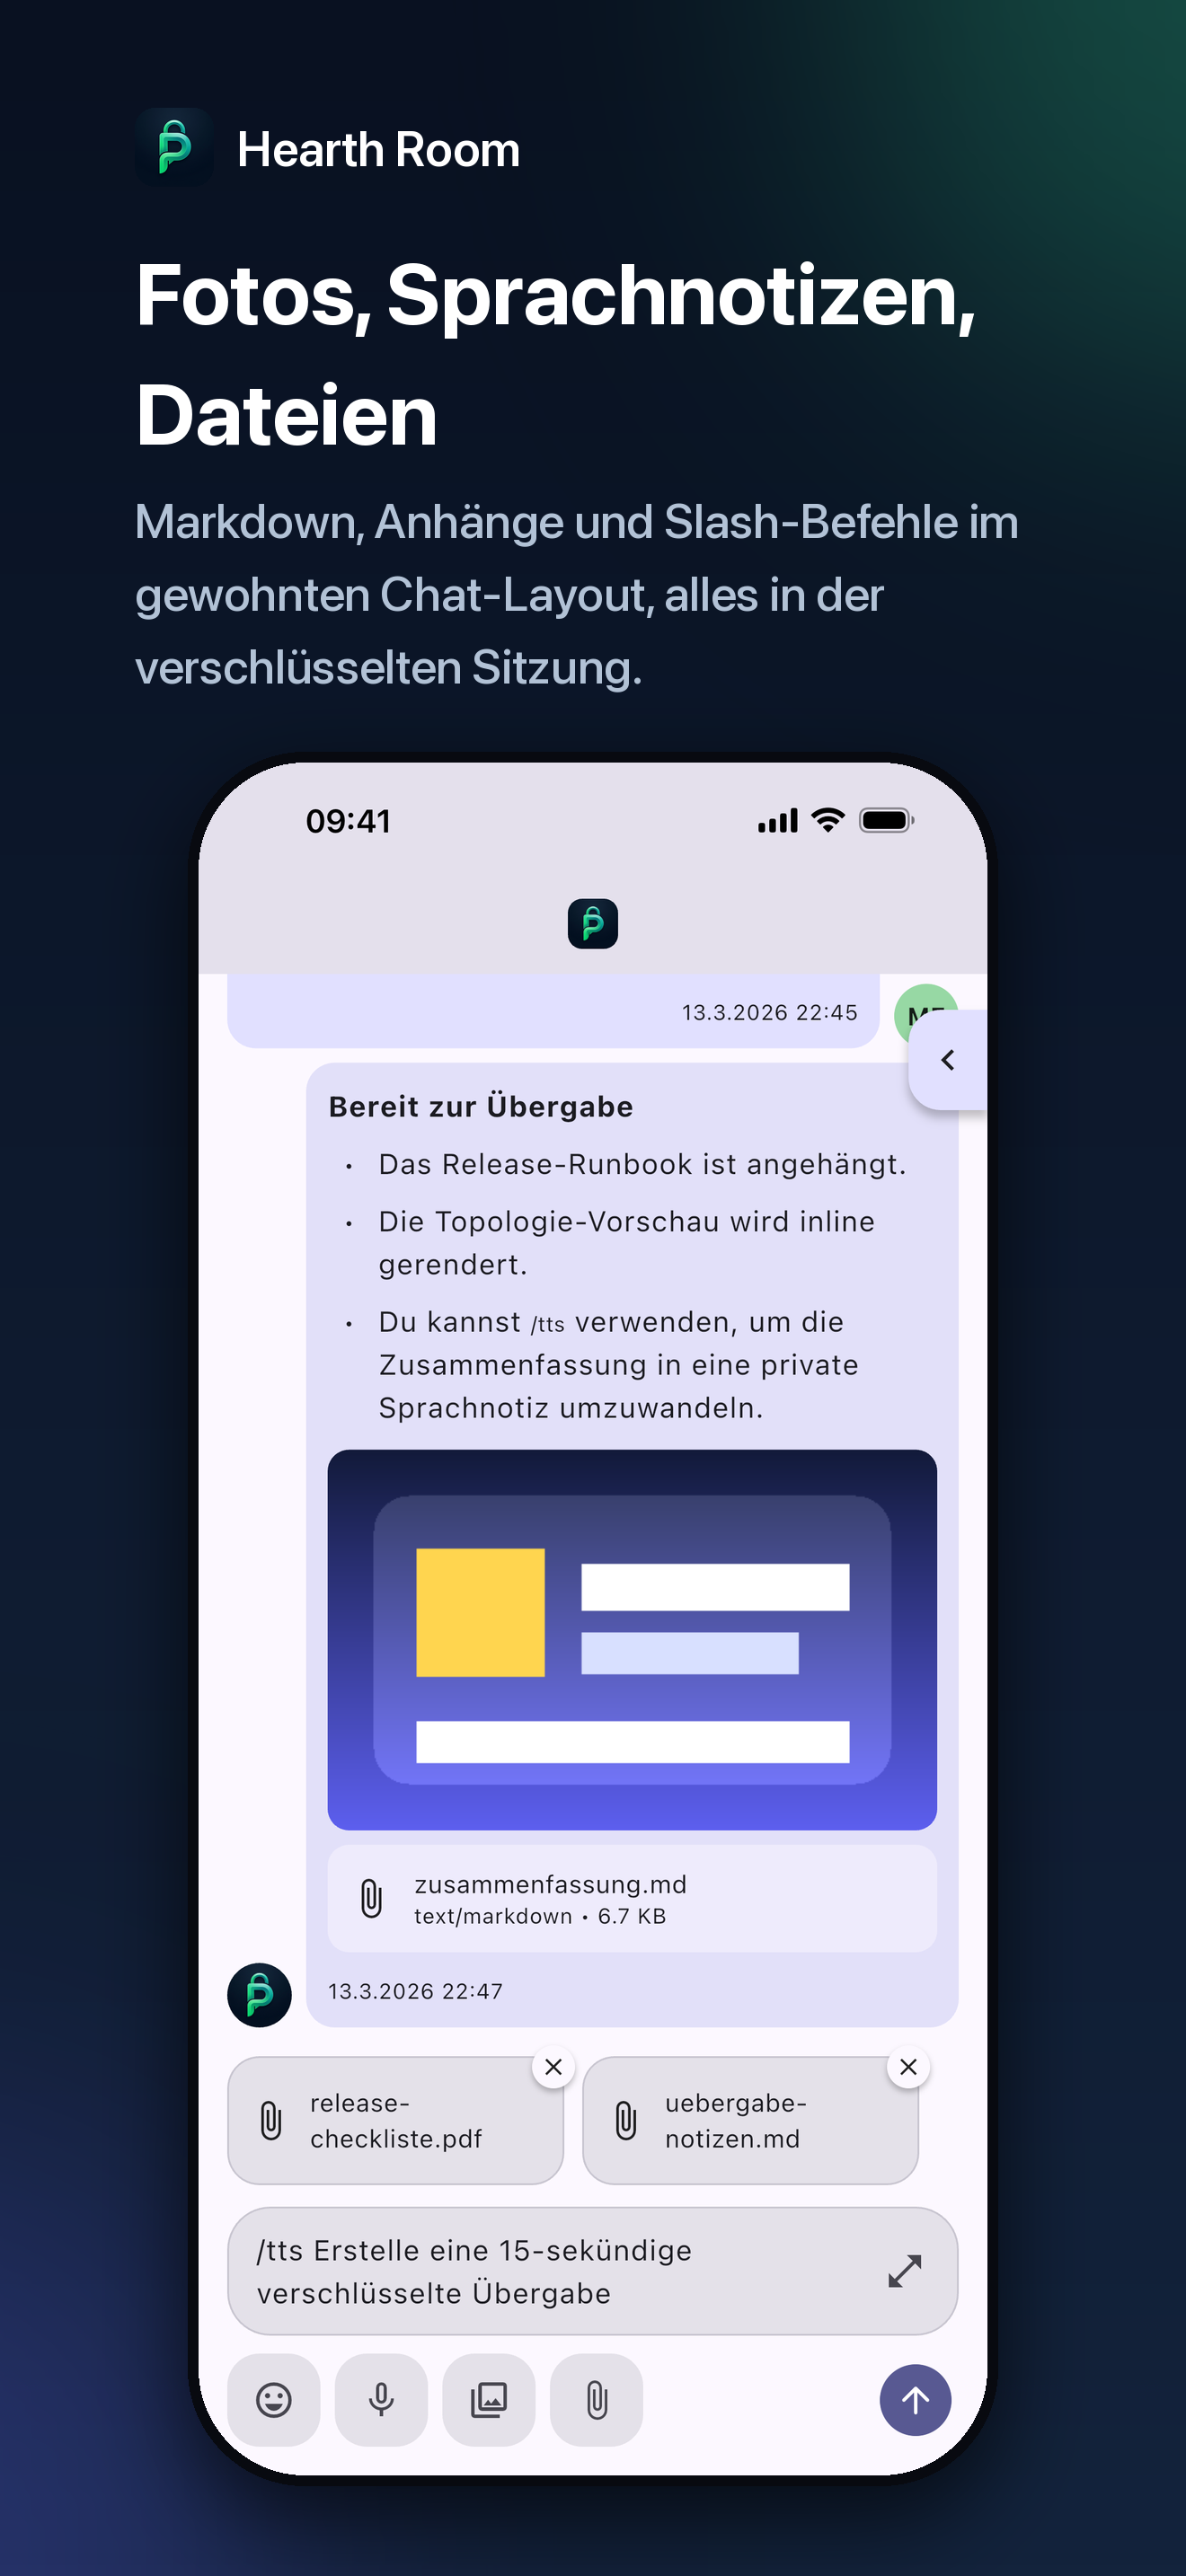 Hearth Room
Fotos, Sprachnotizen,
Dateien
Markdown, Anhänge und Slash-Befehle im
gewohnten Chat-Layout, alles in der
verschlüsselten Sitzung.
09:41
13.3.2026 22:45
Bereit zur Übergabe
• Das Release-Runbook ist angehängt.
• Die Topologie-Vorschau wird inline
gerendert.
• Du kannst /tts verwenden, um die
Zusammenfassung in eine private
Sprachnotiz umzuwandeln.
zusammenfassung.md
text/markdown • 6.7 KB
13.3.2026 22:47
release-
checkliste.pdf
uebergabe-
notizen.md
/tts Erstelle eine 15-sekündige
verschlüsselte Übergabe